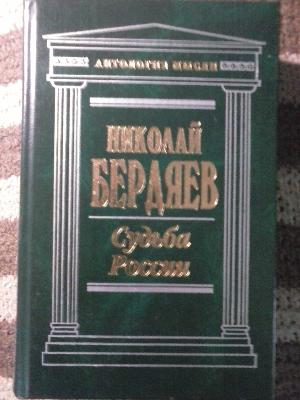 АНТОЛОГИЯ МЫСЛИ
НИКОЛАЙ
БЕРДЯЕВ
Судьба
России